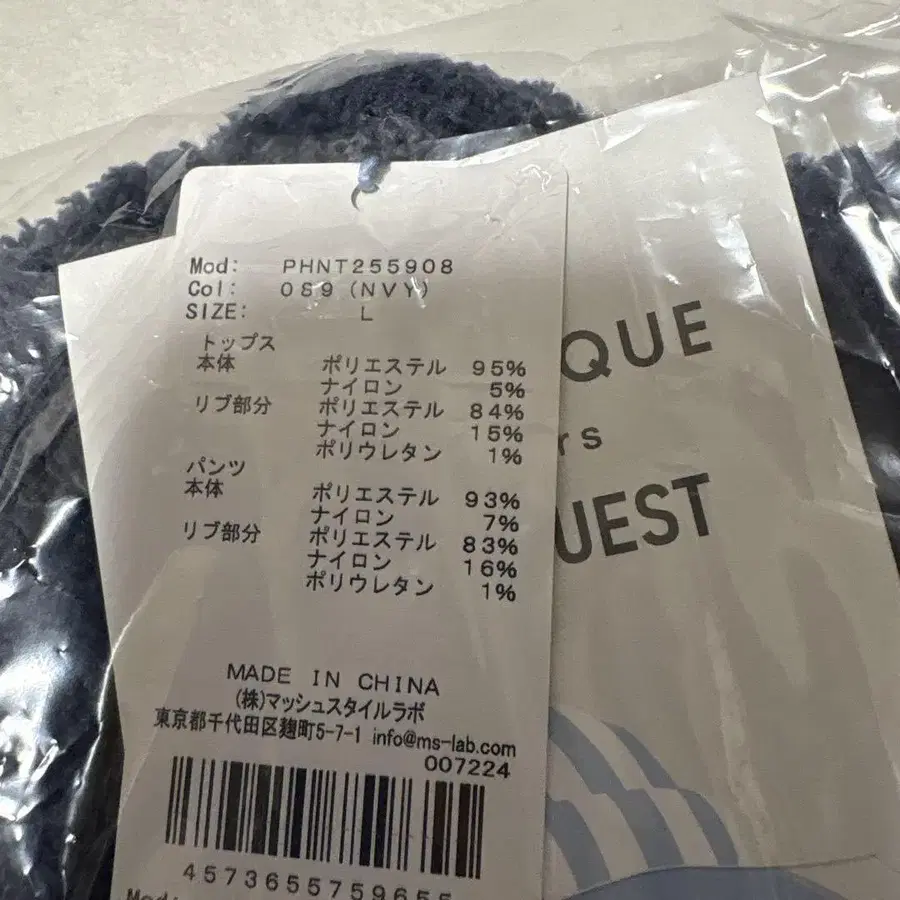 Mod: PHNT255908
Col: 089 (NVY)
SIZE: L
トップス
本体 ポリエステル 95%
ナイロン 5%
リブ部分 ポリエステル 84%
ナイロン 15%
ポリウレタン 1%
パンツ
本体 ポリエステル 93%
ナイロン 7%
リブ部分 ポリエステル 83%
ナイロン 16%
ポリウレタン 1%
MADE IN CHINA
(株)マッシュスタイルラボ
東京都千代田区麹町5-7-1 info@ms-lab.com
007224
4573655759655
Mod:
QUE
rs
UEST